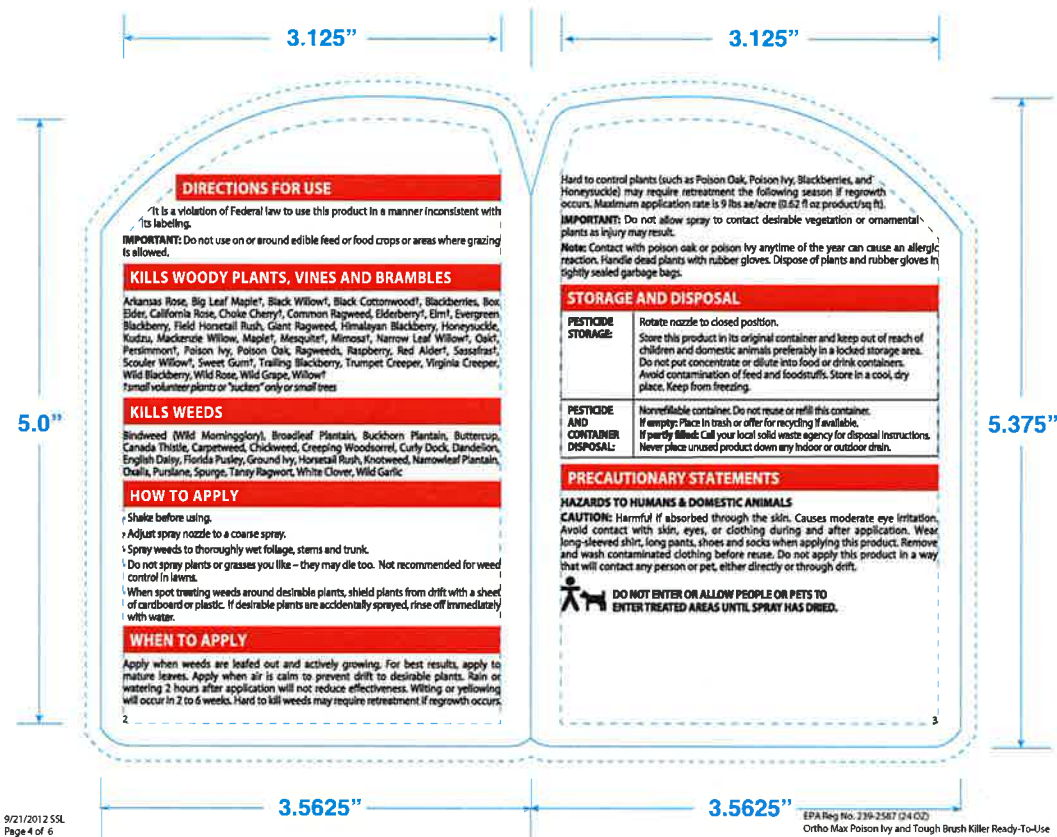 3.125”
3.125”
5.0”
5.375”
DIRECTIONS FOR USE
It is a violation of Federal law to use this product in a manner inconsistent with
its labeling.
IMPORTANT: Do not use on or around edible feed or food crops or areas where grazing
is allowed.
KILLS WOODY PLANTS, VINES AND BRAMBLES
Arkansas Rose, Big Leaf Maple†, Black Willow†, Black Cottonwood†, Blackberries, Box
Elder, California Rose, Choke Cherry†, Common Ragweed, Elderberry†, Elm†, Evergreen
Blackberry, Field Horsetail Rush, Giant Ragweed, Himalayan Blackberry, Honeysuckle,
Kudzu, Mackenzie Willow, Maple†, Mesquite†, Mimosa†, Narrow Leaf Willow†, Oak†,
Persimmon†, Poison Ivy, Poison Oak, Ragweeds, Raspberry, Red Alder†, Sassafras†,
Scouler Willow†, Sweet Gum†, Trailing Blackberry, Trumpet Creeper, Virginia Creeper,
Wild Blackberry, Wild Rose, Wild Grape, Willow†
†small volunteer plants or "suckers" only or small trees
KILLS WEEDS
Bindweed (Wild Morningglory), Broadleaf Plantain, Buckhorn Plantain, Buttercup,
Canada Thistle, Carpetweed, Chickweed, Creeping Woodsorrel, Curly Dock, Dandelion,
English Daisy, Florida Pusley, Ground Ivy, Horsetail Rush, Knotweed, Narrowleaf Plantain,
Oxalis, Purslane, Spurge, Tansy Ragwort, White Clover, Wild Garlic
HOW TO APPLY
Shake before using.
Adjust spray nozzle to a coarse spray.
Spray weeds to thoroughly wet foliage, stems and trunk.
Do not spray plants or grasses you like – they may die too. Not recommended for weed
control in lawns.
When spot treating weeds around desirable plants, shield plants from drift with a sheet
of cardboard or plastic. If desirable plants are accidentally sprayed, rinse off immediately
with water.
WHEN TO APPLY
Apply when weeds are leafed out and actively growing. For best results, apply to
mature leaves. Apply when air is calm to prevent drift to desirable plants. Rain or
watering 2 hours after application will not reduce effectiveness. Wilting or yellowing
will occur in 2 to 6 weeks. Hard to kill weeds may require retreatment if regrowth occurs.
2
Hard to control plants (such as Poison Oak, Poison Ivy, Blackberries, and
Honeysuckle) may require retreatment the following season if regrowth
occurs. Maximum application rate is 9 lbs ae/acre (0.62 fl oz product/sq ft).
IMPORTANT: Do not allow spray to contact desirable vegetation or ornamental
plants as injury may result.
Note: Contact with poison oak or poison ivy anytime of the year can cause an allergic
reaction. Handle dead plants with rubber gloves. Dispose of plants and rubber gloves in
tightly sealed garbage bags.
STORAGE AND DISPOSAL
PESTICIDE
STORAGE:
Rotate nozzle to closed position.
Store this product in its original container and keep out of reach of
children and domestic animals preferably in a locked storage area.
Do not put concentrate or dilute into food or drink containers.
Avoid contamination of feed and foodstuffs. Store in a cool, dry
place. Keep from freezing.
PESTICIDE
AND
CONTAINER
DISPOSAL:
Nonrefillable container. Do not reuse or refill this container.
If empty: Place in trash or offer for recycling if available.
If partly filled: Call your local solid waste agency for disposal instructions.
Never place unused product down any indoor or outdoor drain.
PRECAUTIONARY STATEMENTS
HAZARDS TO HUMANS & DOMESTIC ANIMALS
CAUTION: Harmful if absorbed through the skin. Causes moderate eye irritation.
Avoid contact with skin, eyes, or clothing during and after application. Wear
long-sleeved shirt, long pants, shoes and socks when applying this product. Remove
and wash contaminated clothing before reuse. Do not apply this product in a way
that will contact any person or pet, either directly or through drift.
DO NOT ENTER OR ALLOW PEOPLE OR PETS TO
ENTER TREATED AREAS UNTIL SPRAY HAS DRIED.
3
3.5625”
3.5625”
9/21/2012 SSL
Page 4 of 6
EPA Reg No. 239-2587 (24 OZ)
Ortho Max Poison Ivy and Tough Brush Killer Ready-To-Use